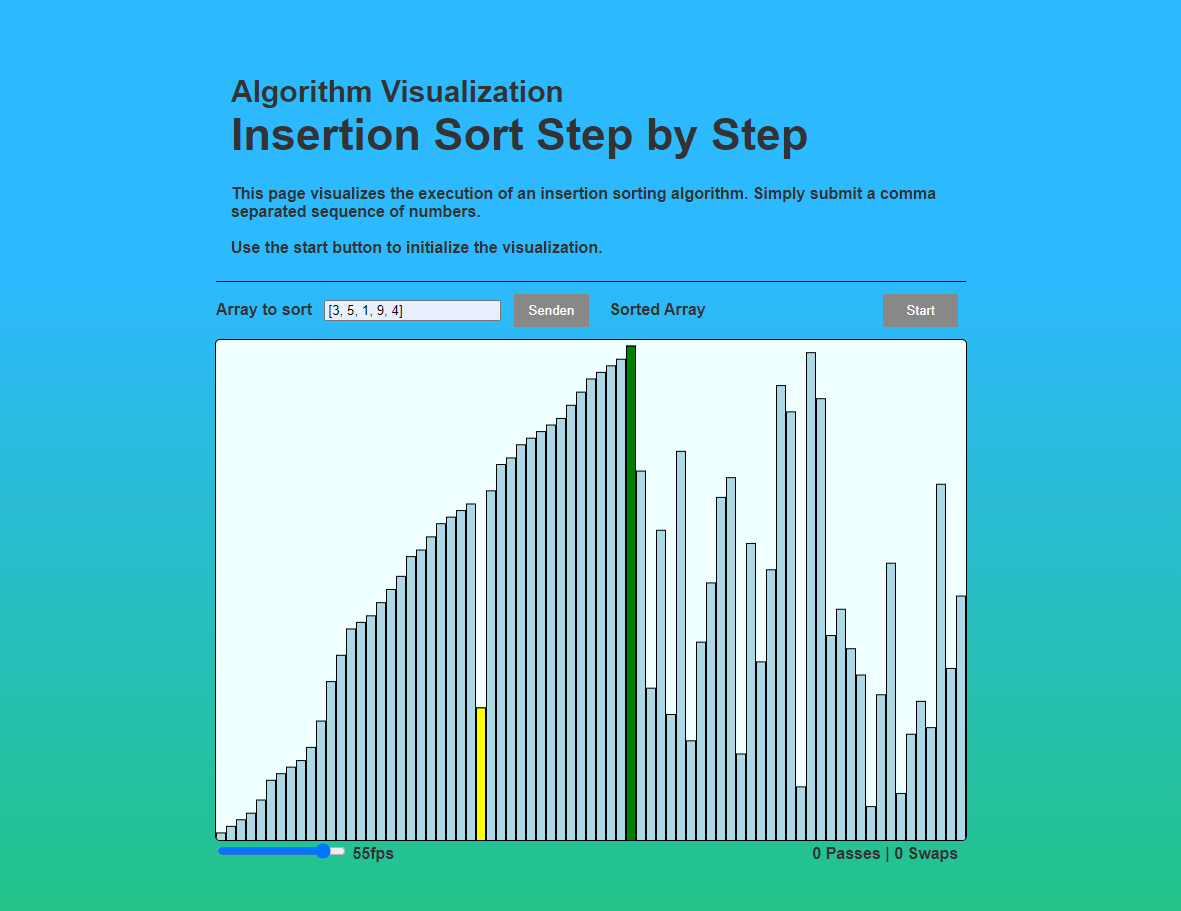 Algorithm Visualization
Insertion Sort Step by Step
This page visualizes the execution of an insertion sorting algorithm. Simply submit a comma
separated sequence of numbers.
Use the start button to initialize the visualization.
Array to sort [3, 5, 1, 9, 4] Senden Sorted Array Start
55fps 0 Passes | 0 Swaps